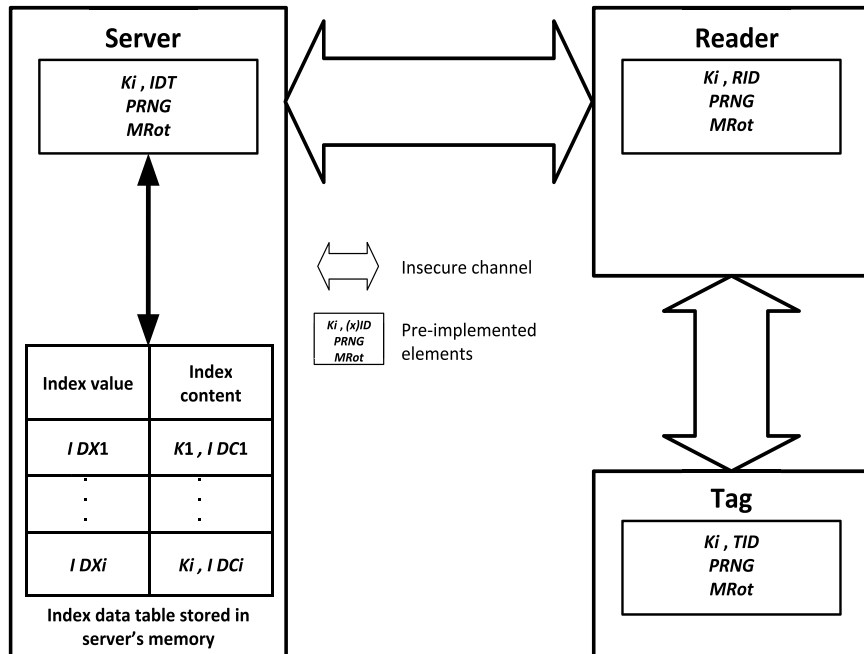 Server
Ki , IDT
PRNG
MRot
Reader
Ki , RID
PRNG
MRot
Insecure channel
Ki , (x)ID
PRNG
MRot
Pre-implemented
elements
Index value
Index
content
I DX1
K1 , I DC1
I DXi
Ki , I DCi
Index data table stored in
server's memory
Tag
Ki , TID
PRNG
MRot